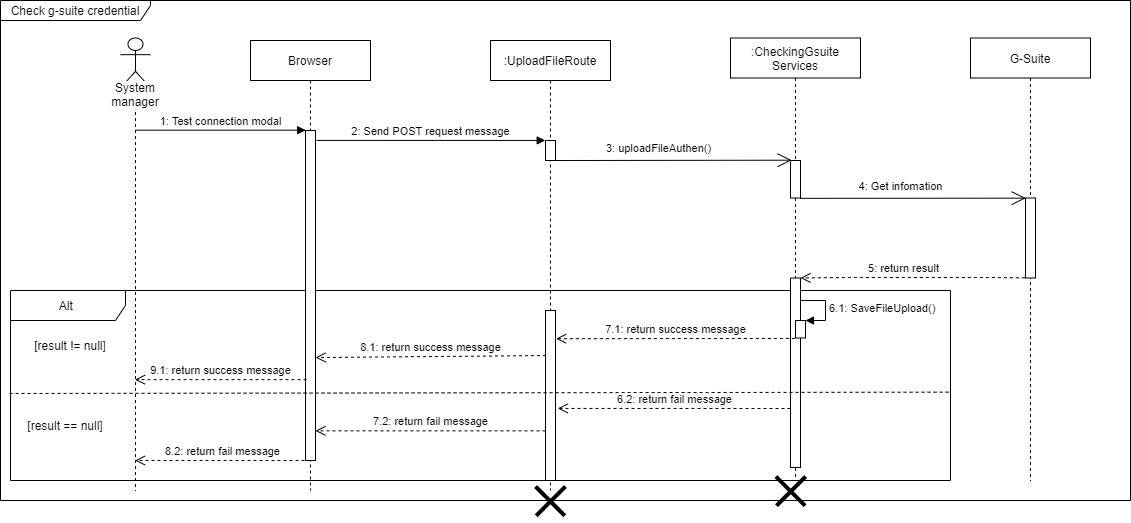 Check g-suite credential
System
manager
Browser
:UploadFileRoute
:CheckingGsuite
Services
G-Suite
1: Test connection modal
2: Send POST request message
3: uploadFileAuthen()
4: Get infomation
5: return result
Alt
6.1: SaveFileUpload()
[result != null]
7.1: return success message
8.1: return success message
9.1: return success message
6.2: return fail message
[result == null]
7.2: return fail message
8.2: return fail message